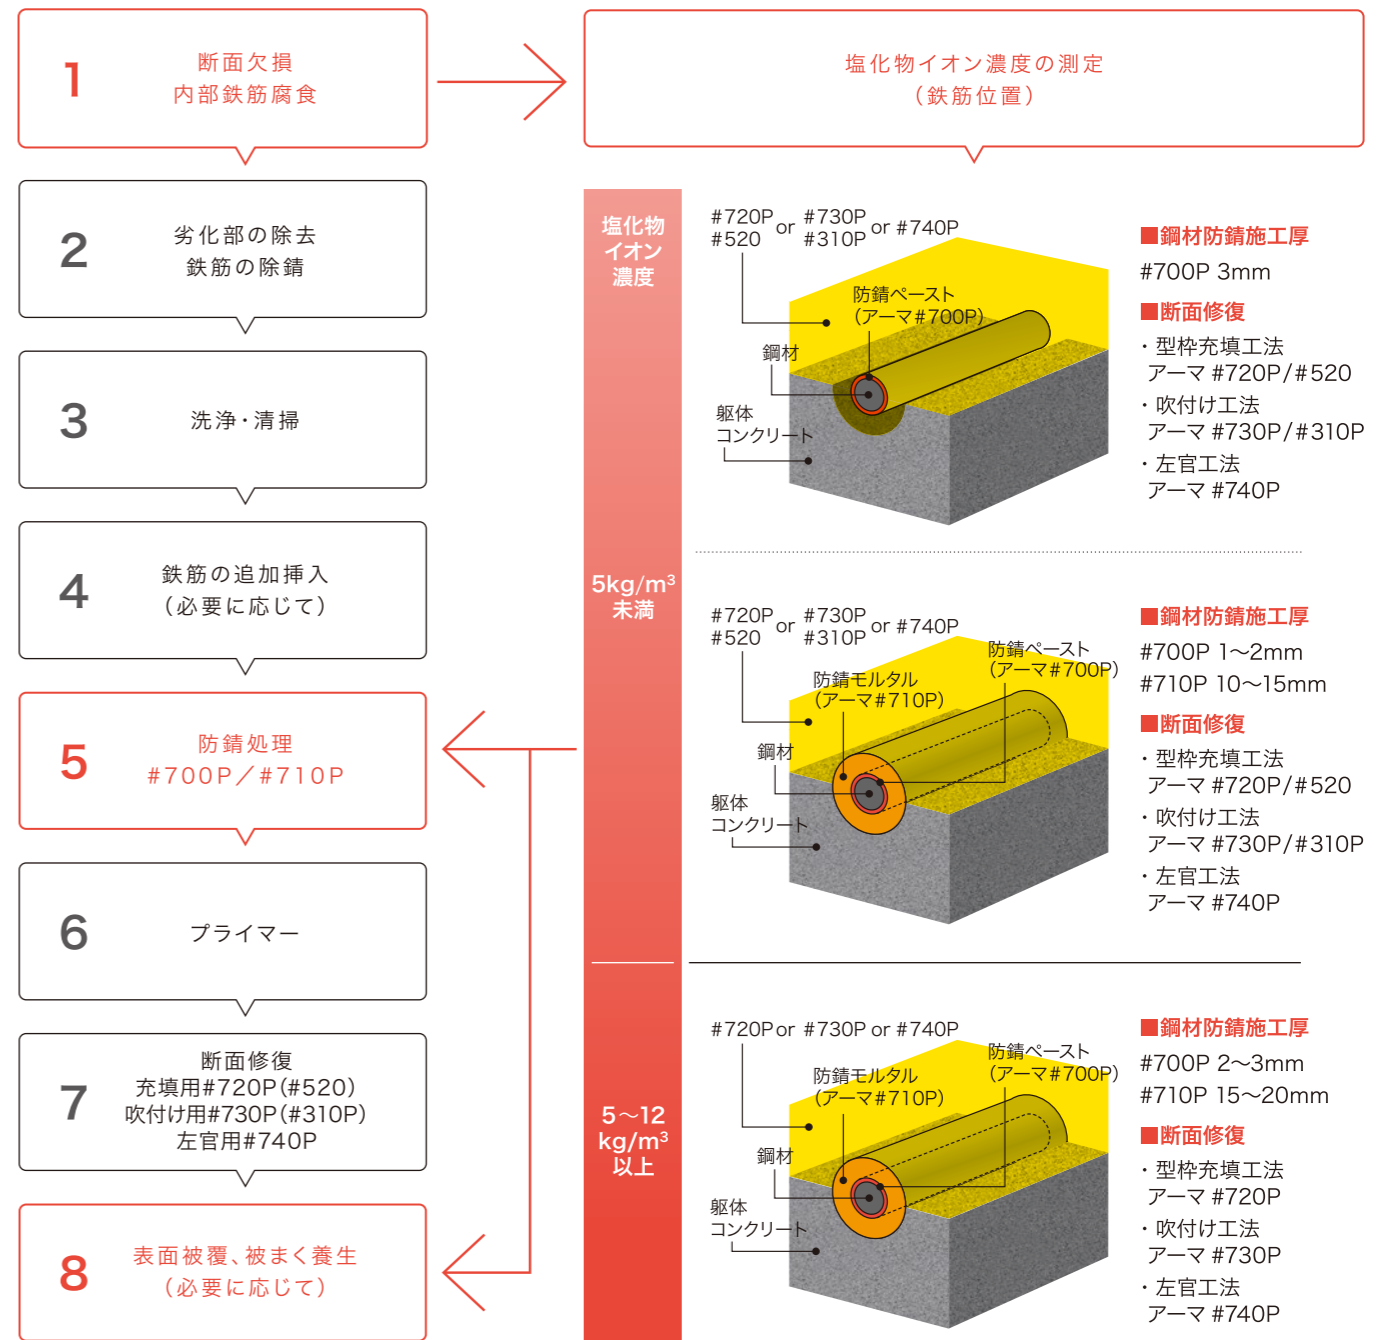 1
断面欠損
内部鉄筋腐食
塩化物イオン濃度の測定
（鉄筋位置）
2
劣化部の除去
鉄筋の除錆
3
洗浄・清掃
4
鉄筋の追加挿入
（必要に応じて）
5
防錆処理
#700P／#710P
6
プライマー
7
断面修復
充填用#720P(#520)
吹付け用#730P(#310P)
左官用#740P
8
表面被覆、被まく養生
（必要に応じて）
塩化物
イオン
濃度
5kg/m³
未満
5～12
kg/m³
以上
#720P or #730P or #740P
#520 #310P
防錆ペースト
（アーマ#700P）
鋼材
躯体
コンクリート
■鋼材防錆施工厚
#700P 3mm
■断面修復
・型枠充填工法
アーマ #720P/#520
・吹付け工法
アーマ #730P/#310P
・左官工法
アーマ #740P
#720P or #730P or #740P
#520 #310P
防錆ペースト
（アーマ#700P）
防錆モルタル
（アーマ#710P）
鋼材
躯体
コンクリート
■鋼材防錆施工厚
#700P 1～2mm
#710P 10～15mm
■断面修復
・型枠充填工法
アーマ #720P/#520
・吹付け工法
アーマ #730P/#310P
・左官工法
アーマ #740P
#720P or #730P or #740P
防錆ペースト
（アーマ#700P）
防錆モルタル
（アーマ#710P）
鋼材
躯体
コンクリート
■鋼材防錆施工厚
#700P 2～3mm
#710P 15～20mm
■断面修復
・型枠充填工法
アーマ #720P
・吹付け工法
アーマ #730P
・左官工法
アーマ #740P